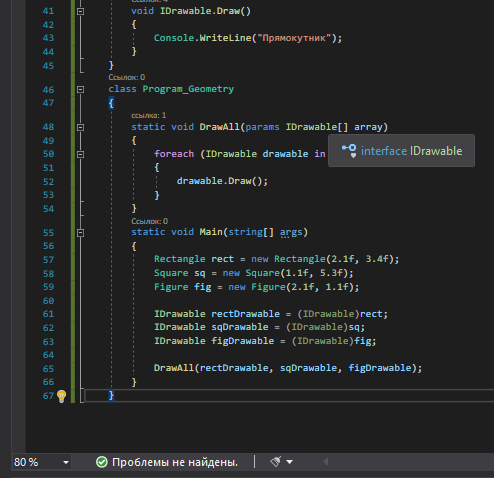 Ссылок: 4
41 void IDrawable.Draw()
42 {
43 Console.WriteLine("Прямокутник");
44 }
45 }
Ссылок: 0
46 class Program_Geometry
47 {
ссылка: 1
48 static void DrawAll(params IDrawable[] array)
49 {
50 foreach (IDrawable drawable in
interface IDrawable
51 {
52 drawable.Draw();
53 }
54 }
Ссылок: 0
55 static void Main(string[] args)
56 {
57 Rectangle rect = new Rectangle(2.1f, 3.4f);
58 Square sq = new Square(1.1f, 5.3f);
59 Figure fig = new Figure(2.1f, 1.1f);
60
61 IDrawable rectDrawable = (IDrawable)rect;
62 IDrawable sqDrawable = (IDrawable)sq;
63 IDrawable figDrawable = (IDrawable)fig;
64
65 DrawAll(rectDrawable, sqDrawable, figDrawable);
66 }
67 }
80 % Проблемы не найдены.